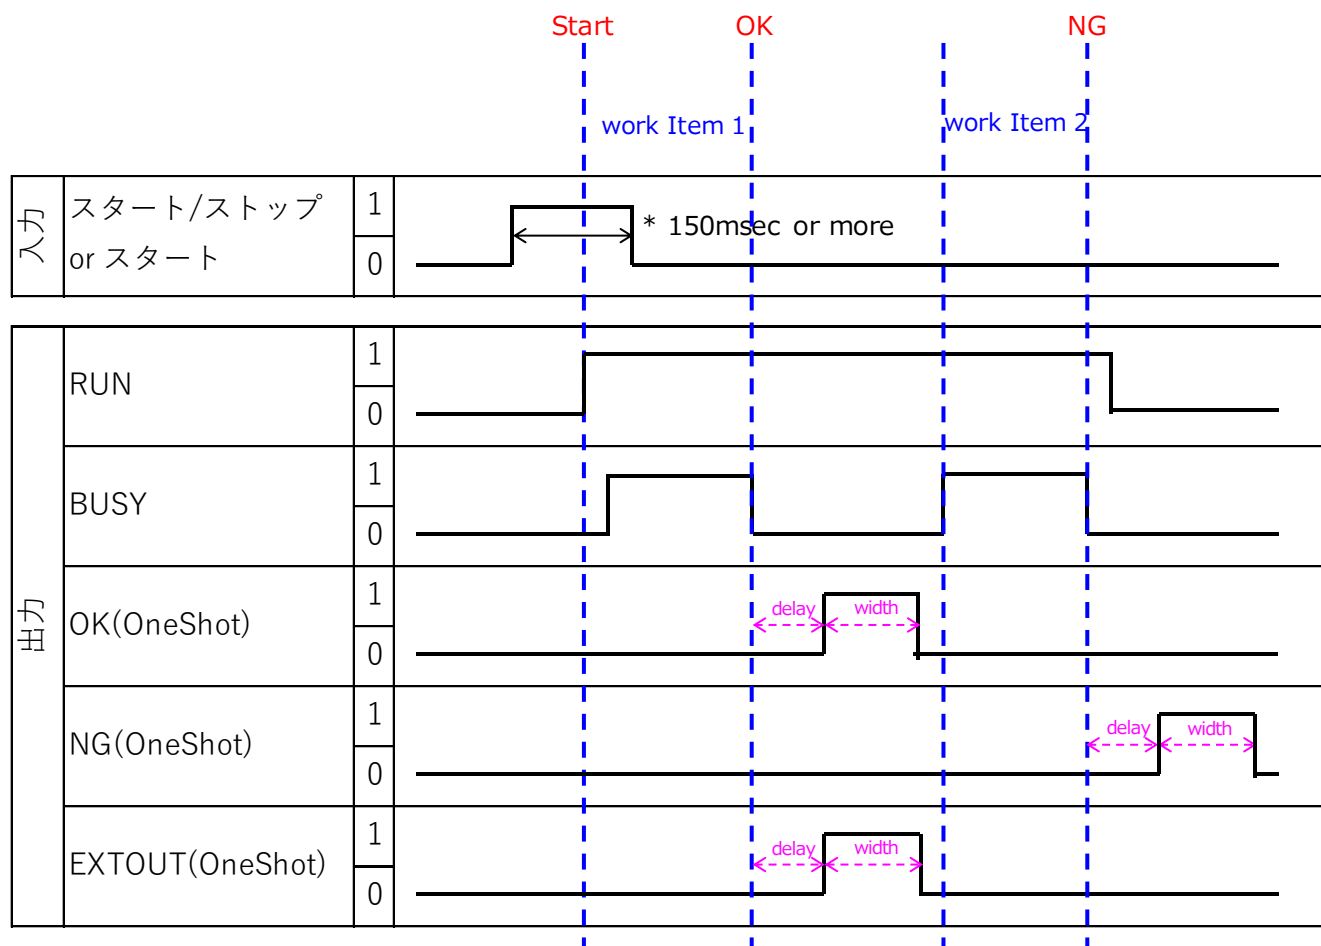 Start OK NG
work Item 1 work Item 2
入力
スタート/ストップ
or スタート
1
0
* 150msec or more
出力
RUN
1
0
BUSY
1
0
OK(OneShot)
1
0
delay width
NG(OneShot)
1
0
delay width
EXTOUT(OneShot)
1
0
delay width